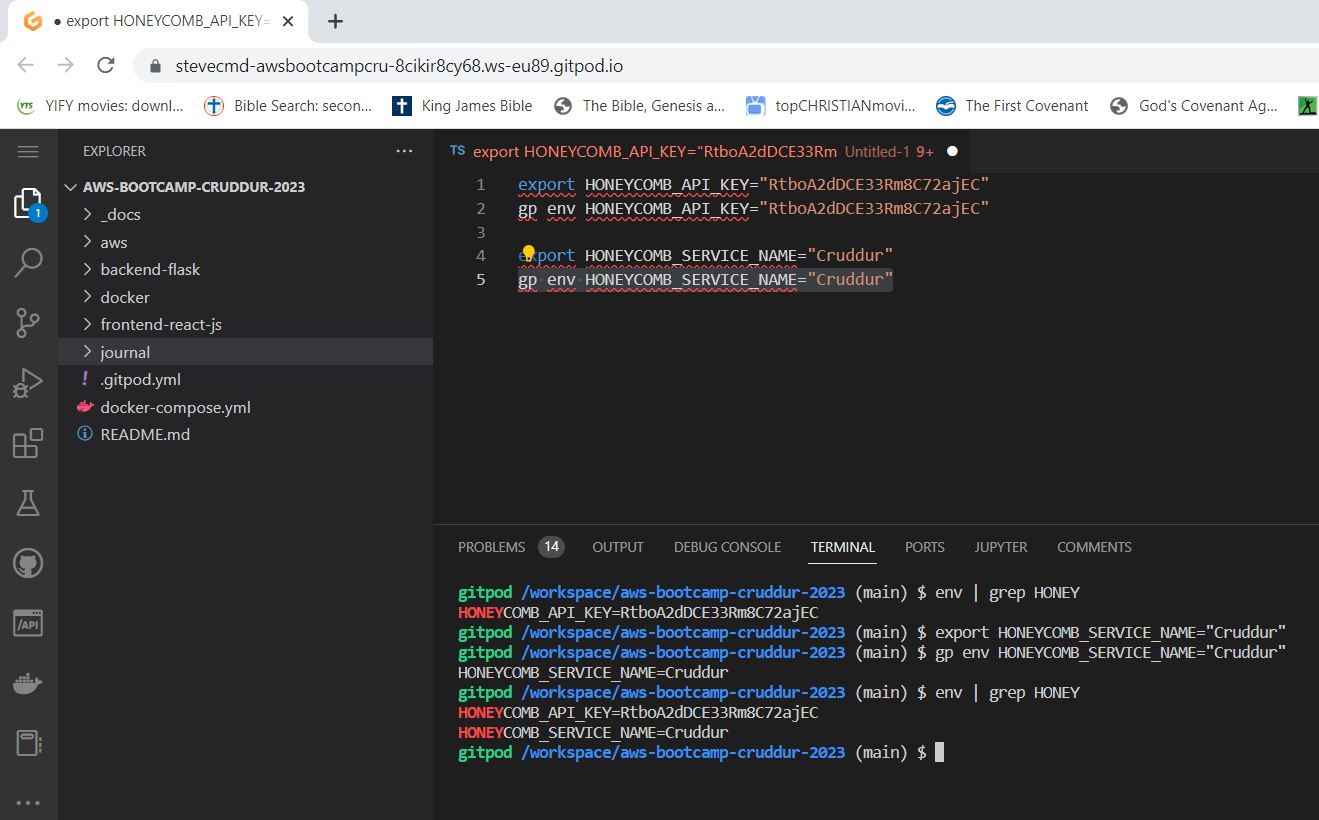 ● export HONEYCOMB_API_KEY=
stevecmd-awsbootcampcru-8cikir8cy68.ws-eu89.gitpod.io
YTS YIFY movies: downl... Bible Search: secon... King James Bible The Bible, Genesis a... topCHRISTIANmovi... The First Covenant God's Covenant Ag...
EXPLORER ...
AWS-BOOTCAMP-CRUDDUR-2023
1
_docs
aws
backend-flask
docker
frontend-react-js
journal
! .gitpod.yml
docker-compose.yml
README.md
/API
TS export HONEYCOMB_API_KEY="RtboA2dDCE33Rm Untitled-1 9+ ●
1 export HONEYCOMB_API_KEY="RtboA2dDCE33Rm8C72ajEC"
2 gp env HONEYCOMB_API_KEY="RtboA2dDCE33Rm8C72ajEC"
3
4 export HONEYCOMB_SERVICE_NAME="Cruddur"
5 gp env HONEYCOMB_SERVICE_NAME="Cruddur"
PROBLEMS 14 OUTPUT DEBUG CONSOLE TERMINAL PORTS JUPYTER COMMENTS
gitpod /workspace/aws-bootcamp-cruddur-2023 (main) $ env | grep HONEY
HONEYCOMB_API_KEY=RtboA2dDCE33Rm8C72ajEC
gitpod /workspace/aws-bootcamp-cruddur-2023 (main) $ export HONEYCOMB_SERVICE_NAME="Cruddur"
gitpod /workspace/aws-bootcamp-cruddur-2023 (main) $ gp env HONEYCOMB_SERVICE_NAME="Cruddur"
HONEYCOMB_SERVICE_NAME=Cruddur
gitpod /workspace/aws-bootcamp-cruddur-2023 (main) $ env | grep HONEY
HONEYCOMB_API_KEY=RtboA2dDCE33Rm8C72ajEC
HONEYCOMB_SERVICE_NAME=Cruddur
gitpod /workspace/aws-bootcamp-cruddur-2023 (main) $